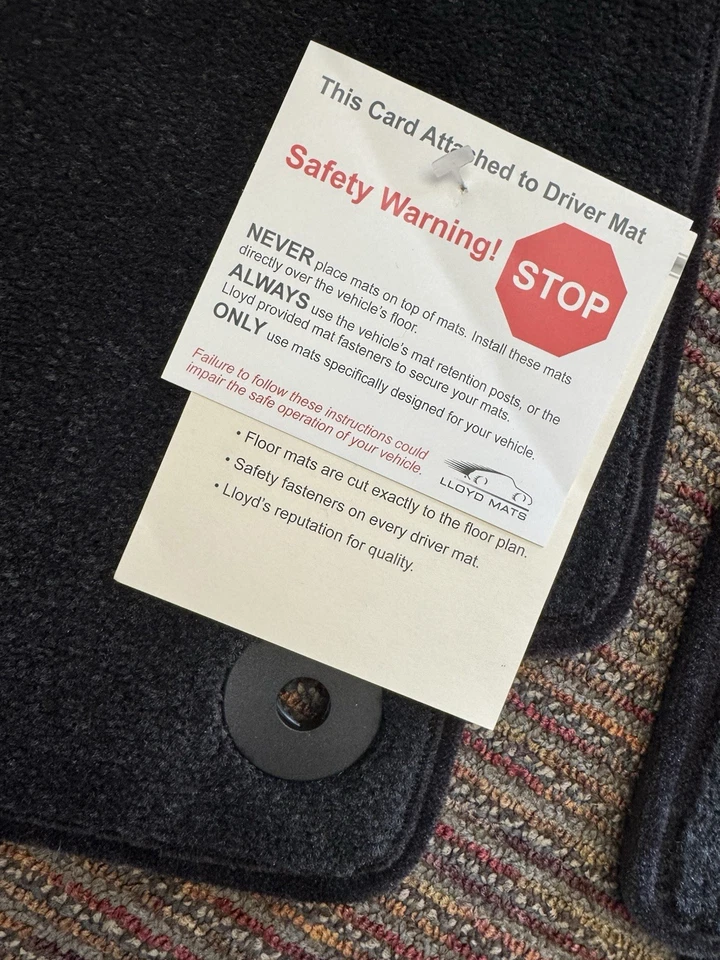 This Card Attached to Driver Mat
Safety Warning!
STOP
NEVER place mats on top of mats. Install these mats
directly over the vehicle's floor.
ALWAYS use the vehicle's mat retention posts, or the
Lloyd provided mat fasteners to secure your mats.
ONLY use mats specifically designed for your vehicle.
Failure to follow these instructions could
impair the safe operation of your vehicle.
LLOYD MATS
• Floor mats are cut exactly to the floor plan.
• Safety fasteners on every driver mat.
• Lloyd's reputation for quality.